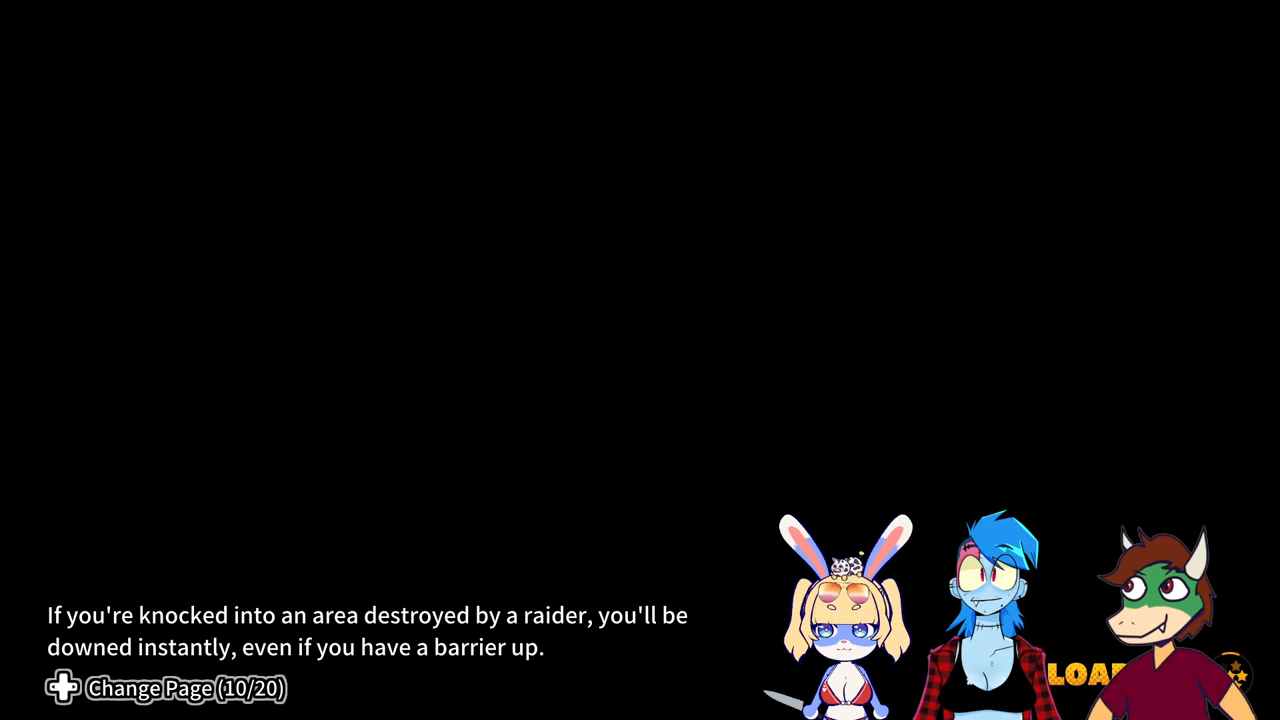 If you're knocked into an area destroyed by a raider, you'll be
downed instantly, even if you have a barrier up.
Change Page (10/20)
LOA